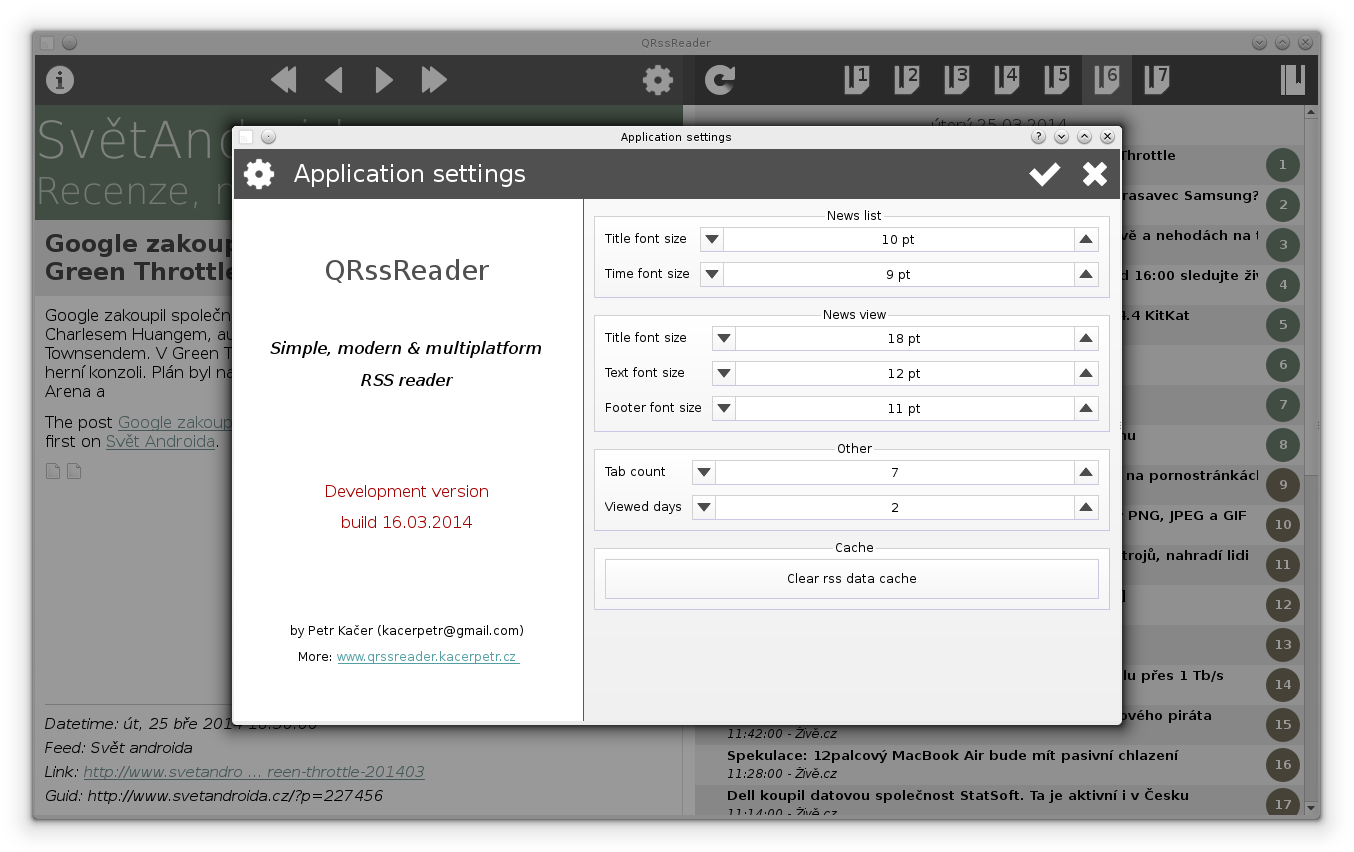 QRssReader
1 2 3 4 5 6 7
SvětAnd
Recenze, n
Google zakoup
Green Throttle
Google zakoupil společn
Charlesem Huangem, au
Townsendem. V Green T
herní konzoli. Plán byl na
Arena a
The post Google zakoup
first on Svět Androida.
Datetime: út, 25 bře 2014 18:30:00
Feed: Svět androida
Link: http://www.svetandro ... reen-throttle-201403
Guid: http://www.svetandroida.cz/?p=227456
Application settings
Application settings
QRssReader
Simple, modern & multiplatform
RSS reader
Development version
build 16.03.2014
by Petr Kačer (kacerpetr@gmail.com)
More: www.qrssreader.kacerpetr.cz
News list
Title font size 10 pt
Time font size 9 pt
News view
Title font size 18 pt
Text font size 12 pt
Footer font size 11 pt
Other
Tab count 7
Viewed days 2
Cache
Clear rss data cache
úterý 25.03.2014
Throttle 1
rasavec Samsung? 2
vě a nehodách na t 3
d 16:00 sledujte živ 4
4.4 KitKat 5
6
7
nu 8
na pornostránkách 9
PNG, JPEG a GIF 10
trojů, nahradí lidi 11
12
13
lu přes 1 Tb/s 14
ového piráta 15
11:42:00 - Živě.cz
Spekulace: 12palcový MacBook Air bude mít pasivní chlazení 16
11:28:00 - Živě.cz
Dell koupil datovou společnost StatSoft. Ta je aktivní i v Česku 17
11:14:00 - Živě.cz